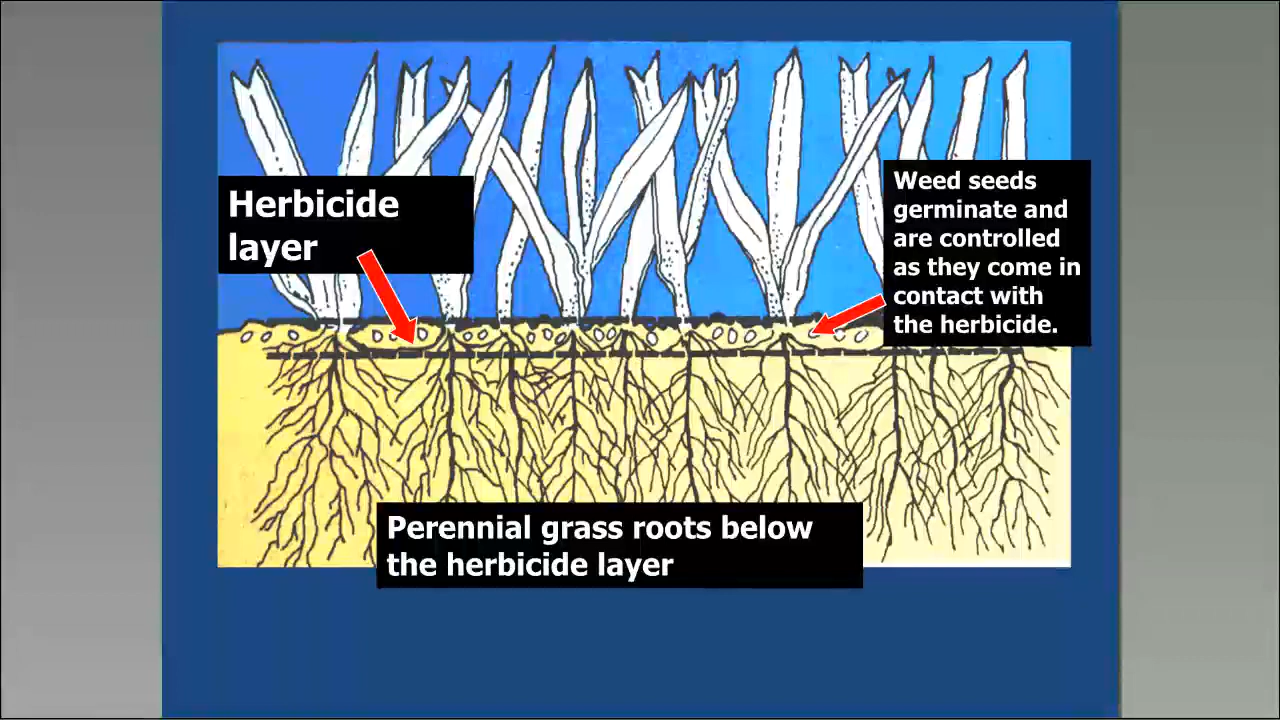 Herbicide
layer
Weed seeds
germinate and
are controlled
as they come in
contact with
the herbicide.
Perennial grass roots below
the herbicide layer